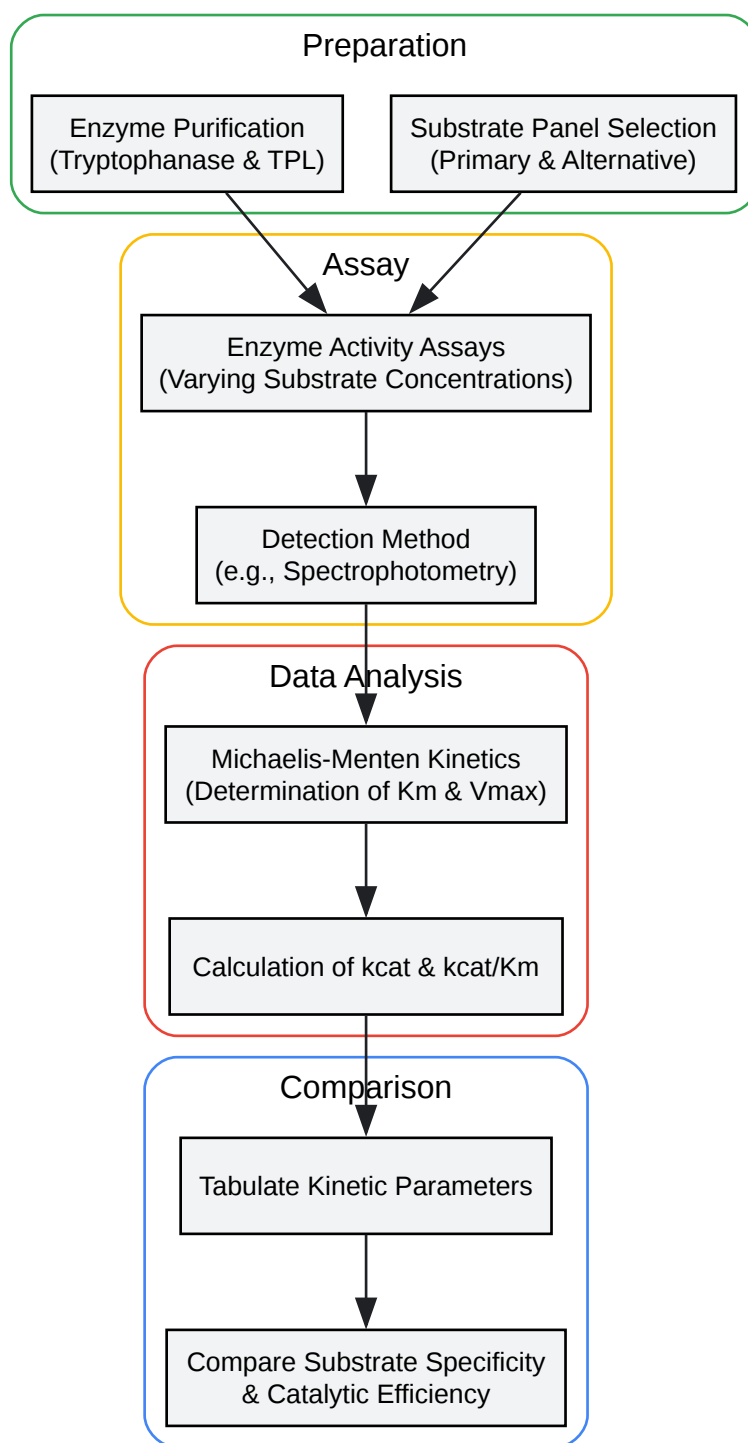 Preparation
Enzyme Purification
(Tryptophanase & TPL)
Substrate Panel Selection
(Primary & Alternative)
Assay
Enzyme Activity Assays
(Varying Substrate Concentrations)
Detection Method
(e.g., Spectrophotometry)
Data Analysis
Michaelis-Menten Kinetics
(Determination of Km & Vmax)
Calculation of kcat & kcat/Km
Comparison
Tabulate Kinetic Parameters
Compare Substrate Specificity
& Catalytic Efficiency